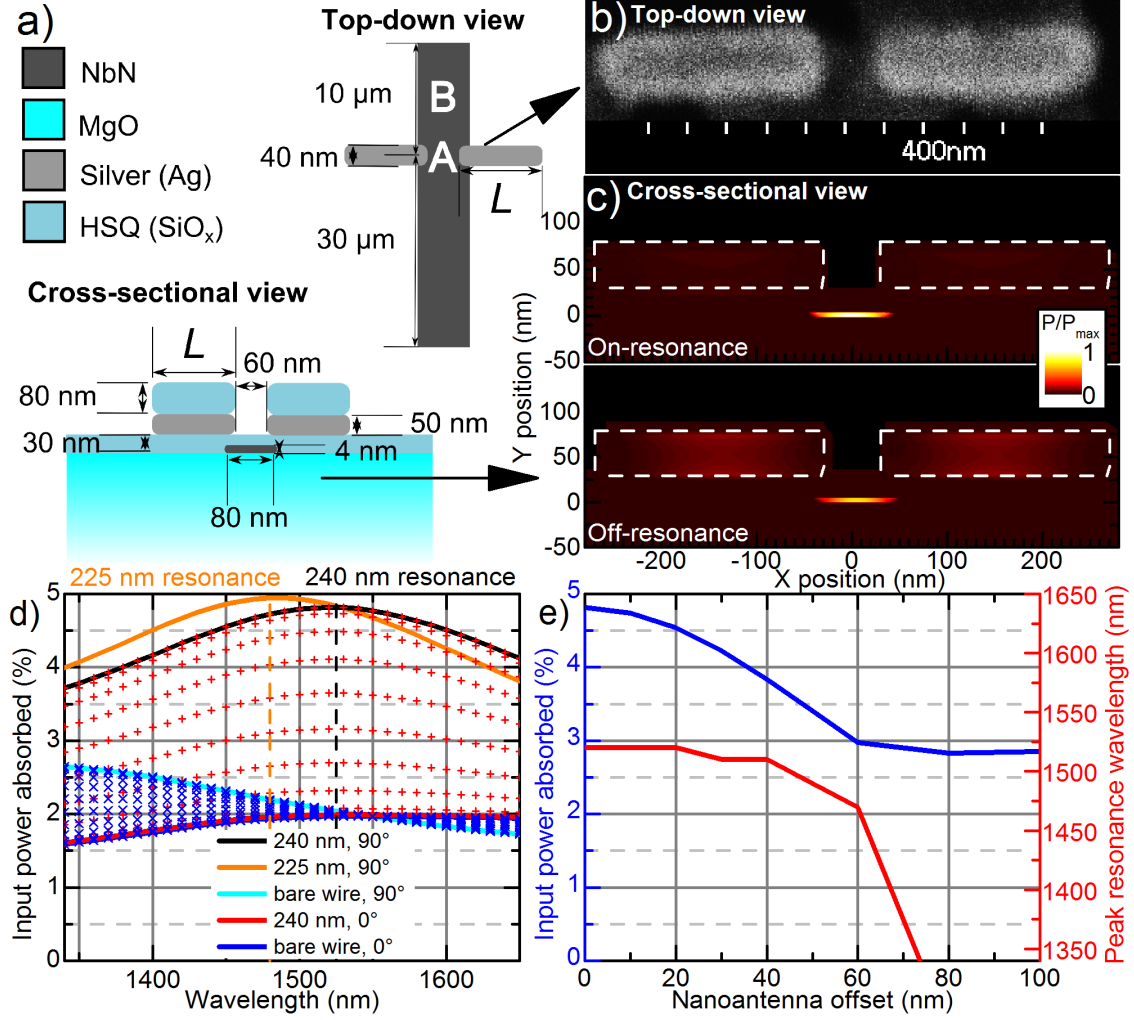 a)
Top-down view
NbN
MgO
Silver (Ag)
HSQ (SiOx)
10 µm
B
40 nm
A
L
30 µm
Cross-sectional view
L
60 nm
80 nm
50 nm
30 nm
4 nm
80 nm
b) Top-down view
400nm
c) Cross-sectional view
100
50
0
-50
On-resonance
P/Pmax
1
0
Y position (nm)
100
50
0
-50
Off-resonance
-200 -100 0 100 200
X position (nm)
d)
225 nm resonance
240 nm resonance
5
4
3
2
1
0
Input power absorbed (%)
240 nm, 90°
225 nm, 90°
bare wire, 90°
240 nm, 0°
bare wire, 0°
1400 1500 1600
Wavelength (nm)
e)
5
4
3
2
1
0
Input power absorbed (%)
1650
1600
1550
1500
1450
1400
1350
Peak resonance wavelength (nm)
0 20 40 60 80 100
Nanoantenna offset (nm)